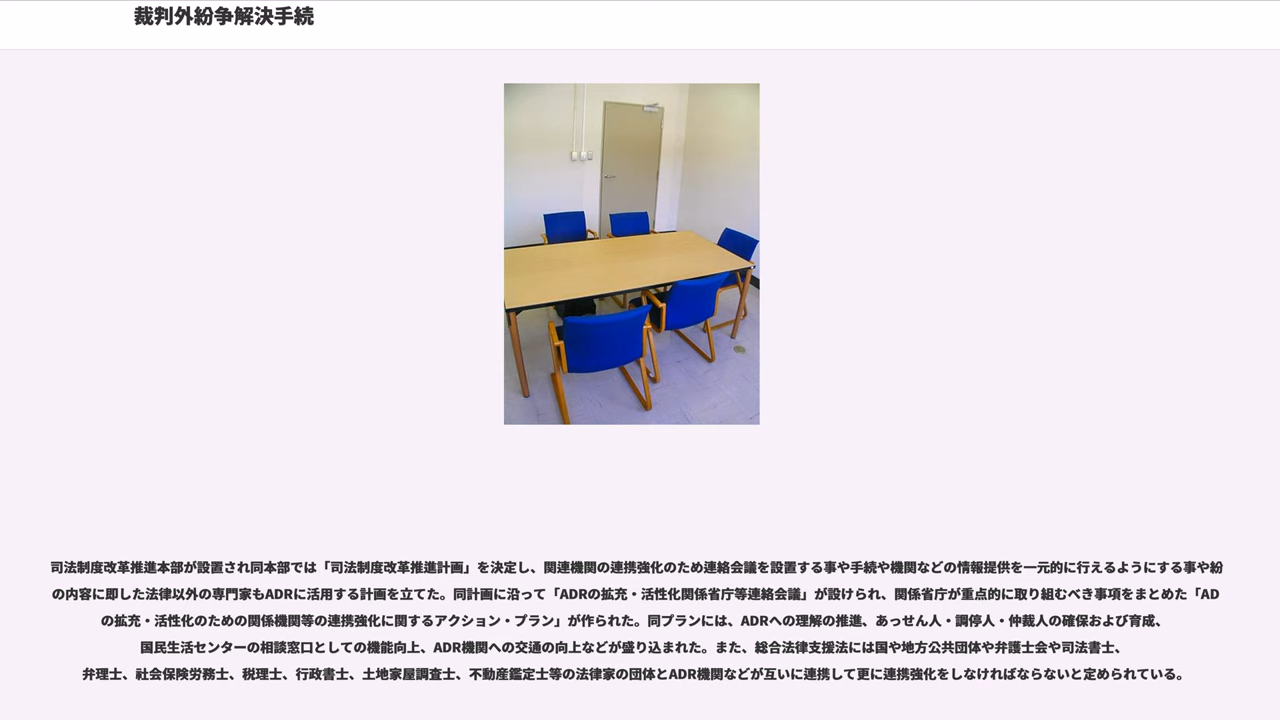 裁判外紛争解決手続
司法制度改革推進本部が設置され同本部では「司法制度改革推進計画」を決定し、関連機関の連携強化のため連絡会議を設置する事や手続や機関などの情報提供を一元的に行えるようにする事や紛
の内容に即した法律以外の専門家もADRに活用する計画を立てた。同計画に沿って「ADRの拡充・活性化関係省庁等連絡会議」が設けられ、関係省庁が重点的に取り組むべき事項をまとめた「AD
の拡充・活性化のための関係機関等の連携強化に関するアクション・プラン」が作られた。同プランには、ADRへの理解の推進、あっせん人・調停人・仲裁人の確保および育成、
国民生活センターの相談窓口としての機能向上、ADR機関への交通の向上などが盛り込まれた。また、総合法律支援法には国や地方公共団体や弁護士会や司法書士、
弁理士、社会保険労務士、税理士、行政書士、土地家屋調査士、不動産鑑定士等の法律家の団体とADR機関などが互いに連携して更に連携強化をしなければならないと定められている。